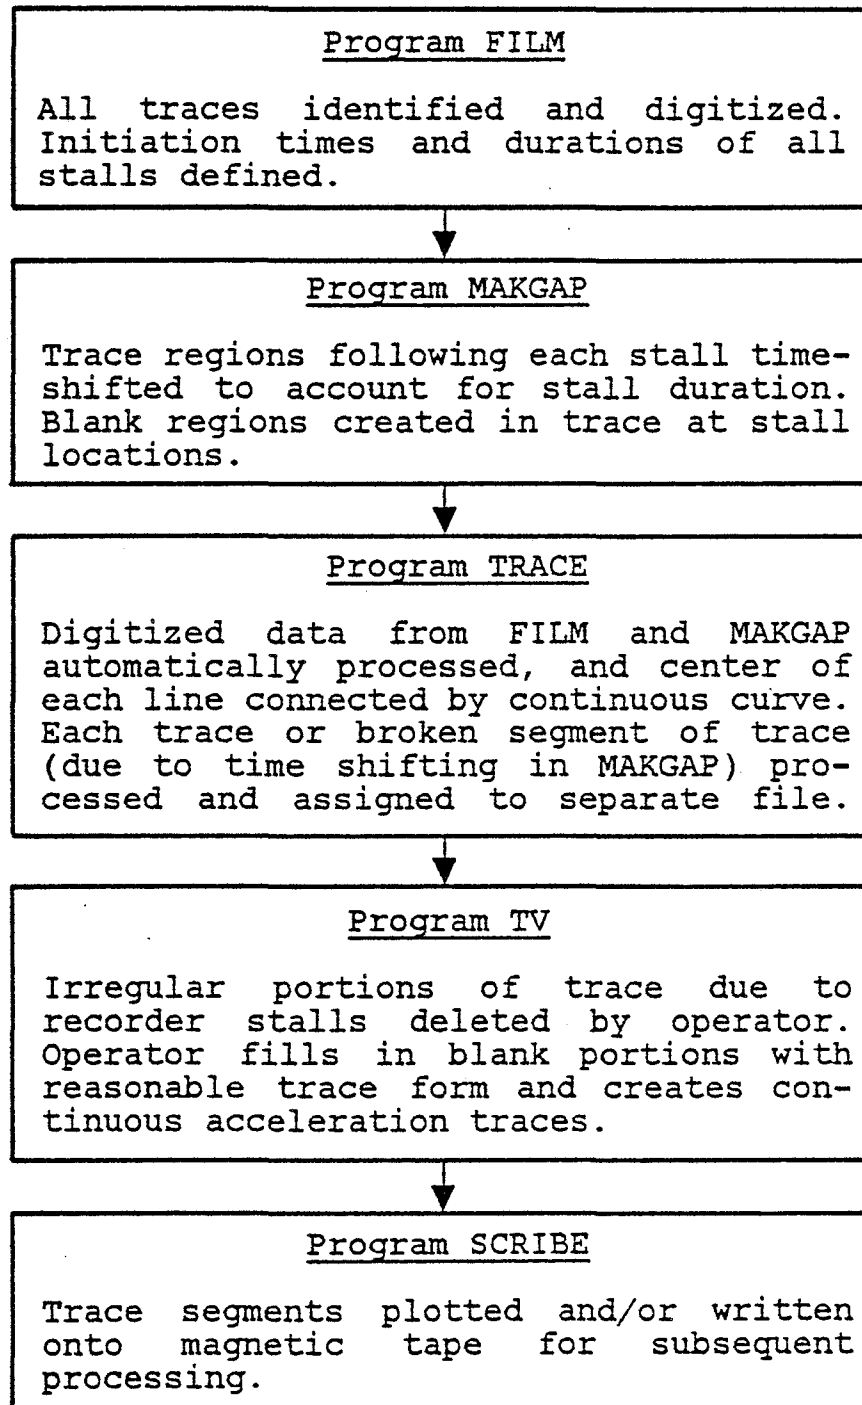 Program FILM
All traces identified and digitized.
Initiation times and durations of all
stalls defined.
Program MAKGAP
Trace regions following each stall time-
shifted to account for stall duration.
Blank regions created in trace at stall
locations.
Program TRACE
Digitized data from FILM and MAKGAP
automatically processed, and center of
each line connected by continuous curve.
Each trace or broken segment of trace
(due to time shifting in MAKGAP) pro-
cessed and assigned to separate file.
Program TV
Irregular portions of trace due to
recorder stalls deleted by operator.
Operator fills in blank portions with
reasonable trace form and creates con-
tinuous acceleration traces.
Program SCRIBE
Trace segments plotted and/or written
onto magnetic tape for subsequent
processing.